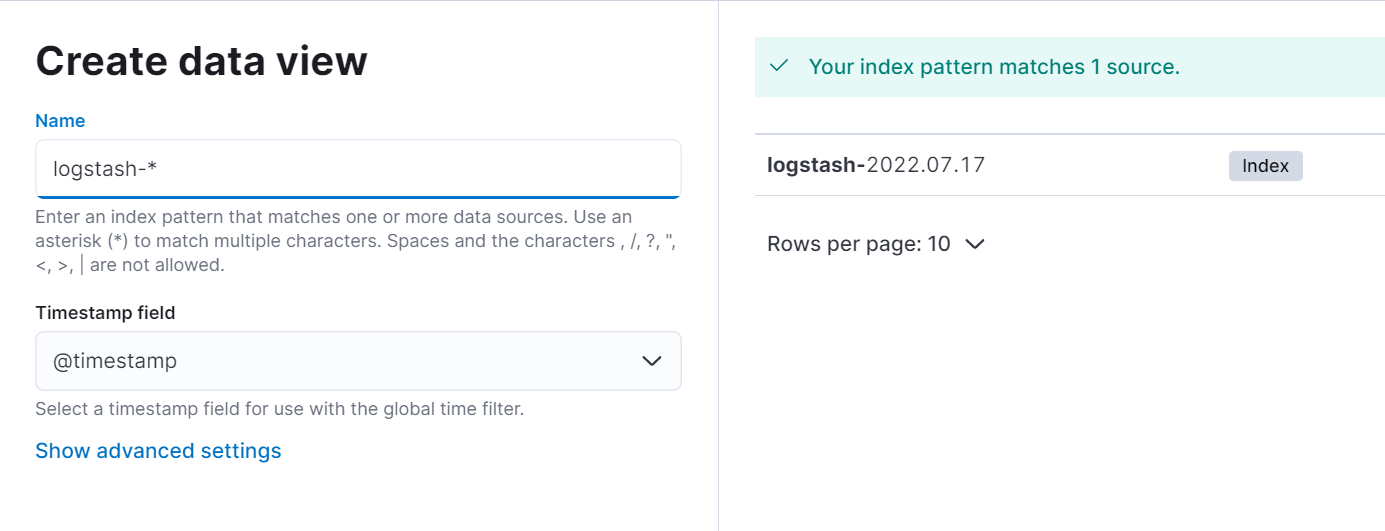 Create data view
Name
logstash-*
Enter an index pattern that matches one or more data sources. Use an
asterisk (*) to match multiple characters. Spaces and the characters , /, ?, ",
<, >, | are not allowed.
Timestamp field
@timestamp
Select a timestamp field for use with the global time filter.
Show advanced settings
Your index pattern matches 1 source.
logstash-2022.07.17 Index
Rows per page: 10